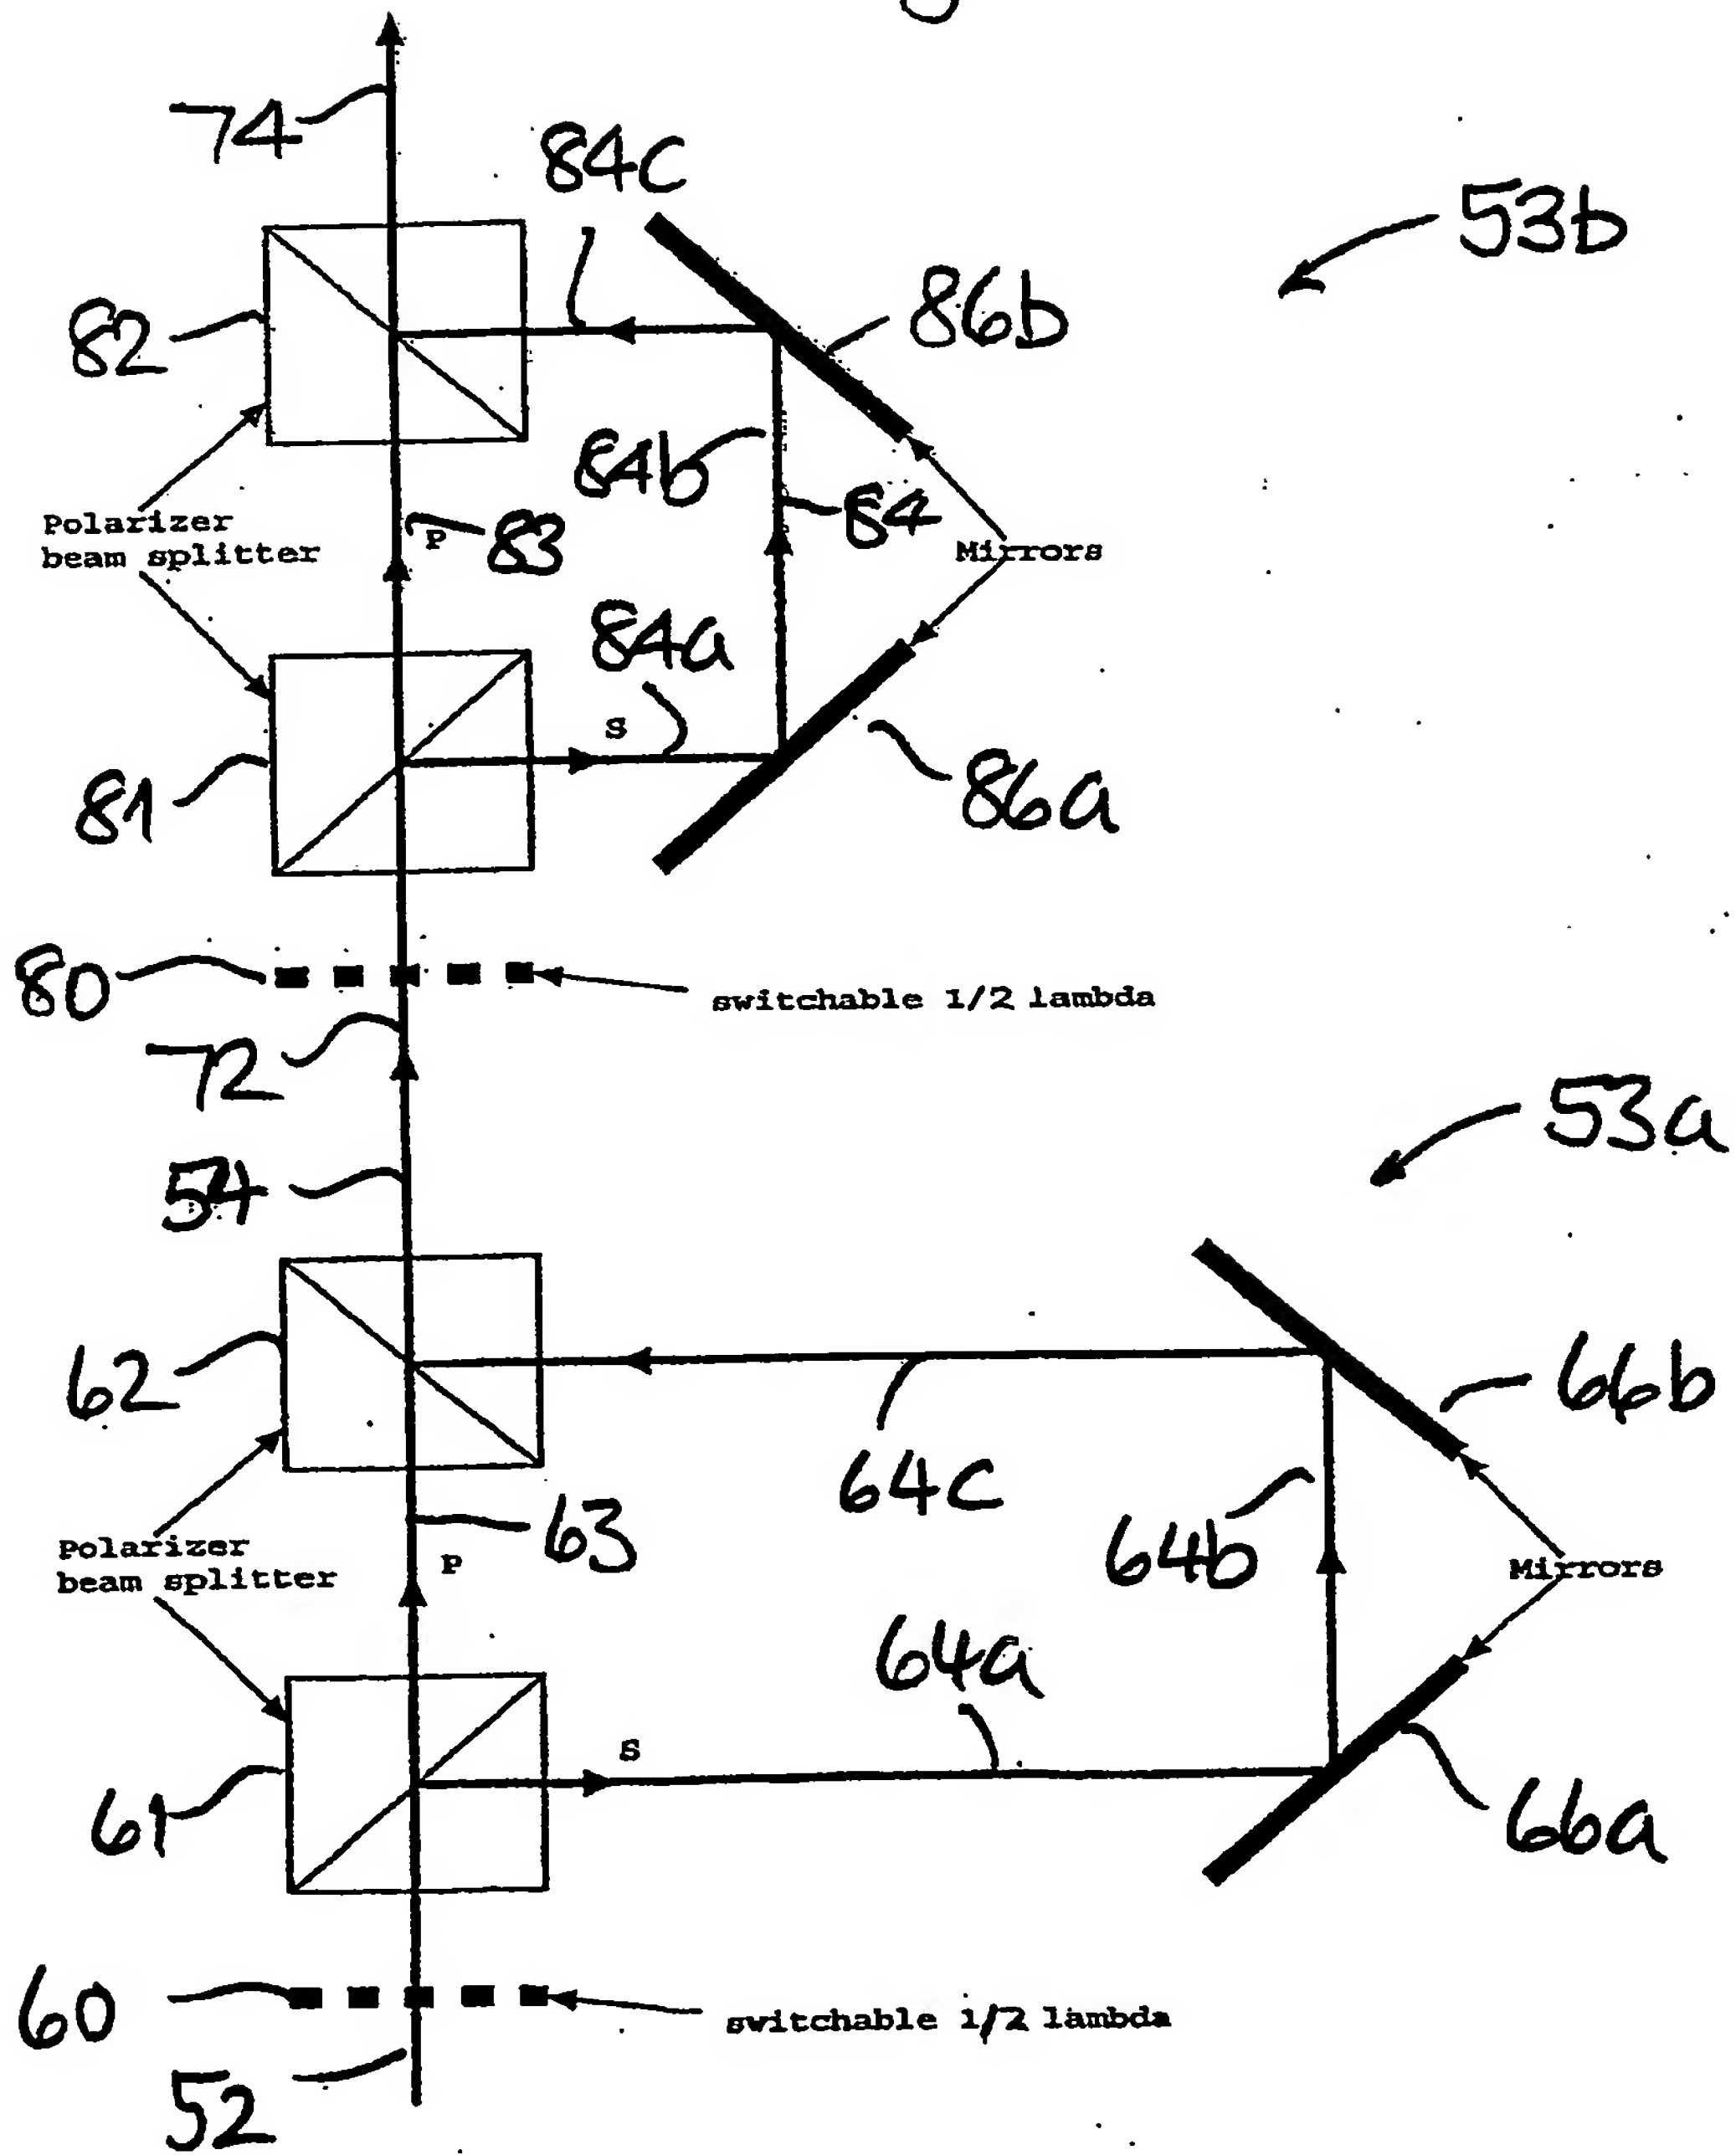 74
84c
53b
86b
82
84b
84
Polarizer
beam splitter
P
83
Mirrors
84a
S
86a
81
80
switchable 1/2 lambda
72
53a
54
62
66b
64c
64b
63
Polarizer
beam splitter
P
Mirrors
64a
S
61
66a
60
switchable 1/2 lambda
52